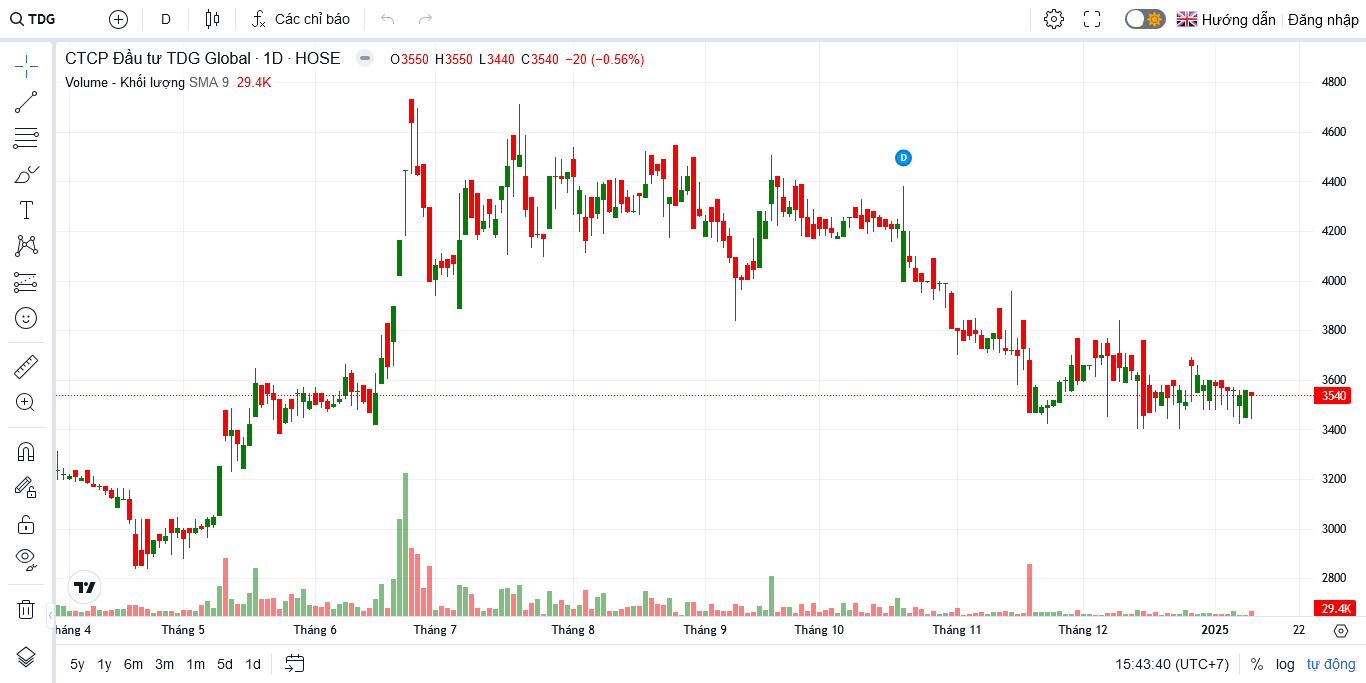 TDG D Các chỉ báo Hướng dẫn Đăng nhập
CTCP Đầu tư TDG Global · 1D · HOSE O3550 H3550 L3440 C3540 −20 (−0.56%)
Volume - Khối lượng SMA 9 29.4K
4800
4600
D
4400
4200
4000
3800
3600
3540
3400
3200
3000
2800
29.4K
háng 4 Tháng 5 Tháng 6 Tháng 7 Tháng 8 Tháng 9 Tháng 10 Tháng 11 Tháng 12 2025 22
5y 1y 6m 3m 1m 5d 1d 15:43:40 (UTC+7) % log tự động